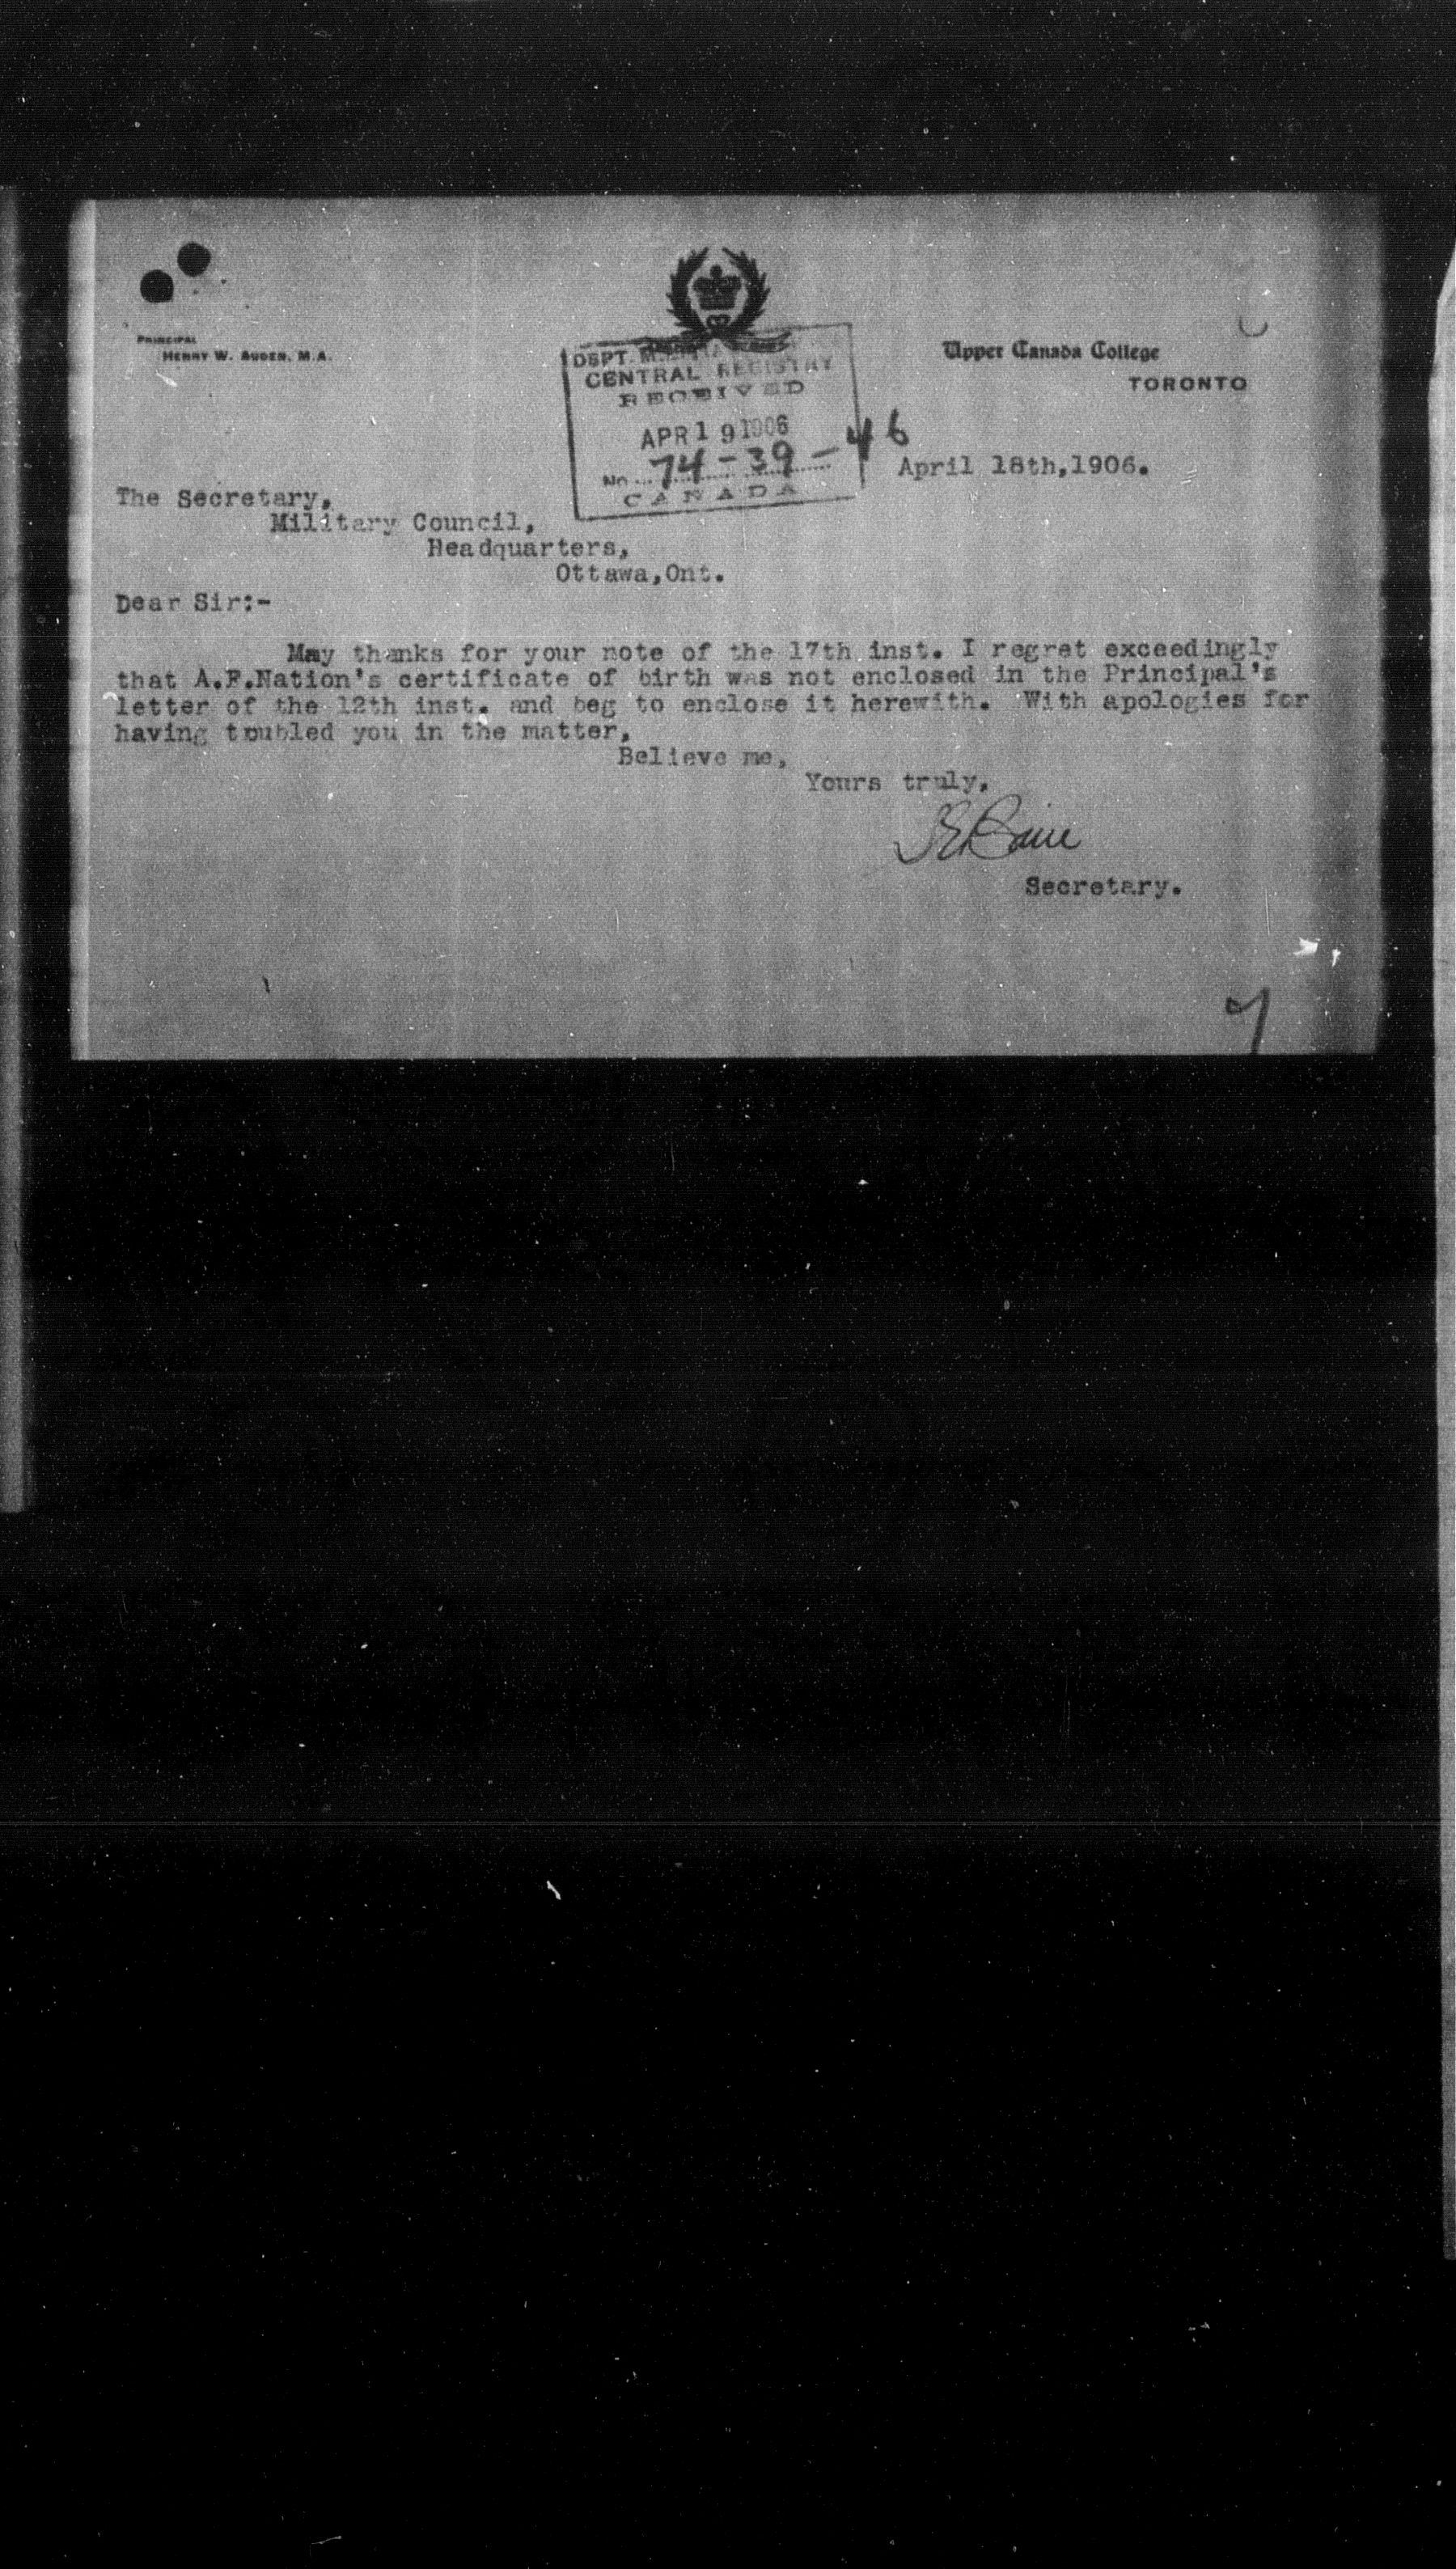 PRINCIPAL
HENRY W. AUDEN, M.A.
Upper Canada College
TORONTO
DEPT. MILITIA
CENTRAL REGISTRY
RECEIVED
APR 19 1906
No. 74-39-46
CANADA
April 18th,1906.
The Secretary,
Military Council,
Headquarters,
Ottawa,Ont.
Dear Sir:-
May thanks for your note of the 17th inst. I regret exceedingly
that A.F.Nation's certificate of birth was not enclosed in the Principal's
letter of the 12th inst. and beg to enclose it herewith. With apologies for
having troubled you in the matter,
Believe me,
Yours truly,
Secretary.
7